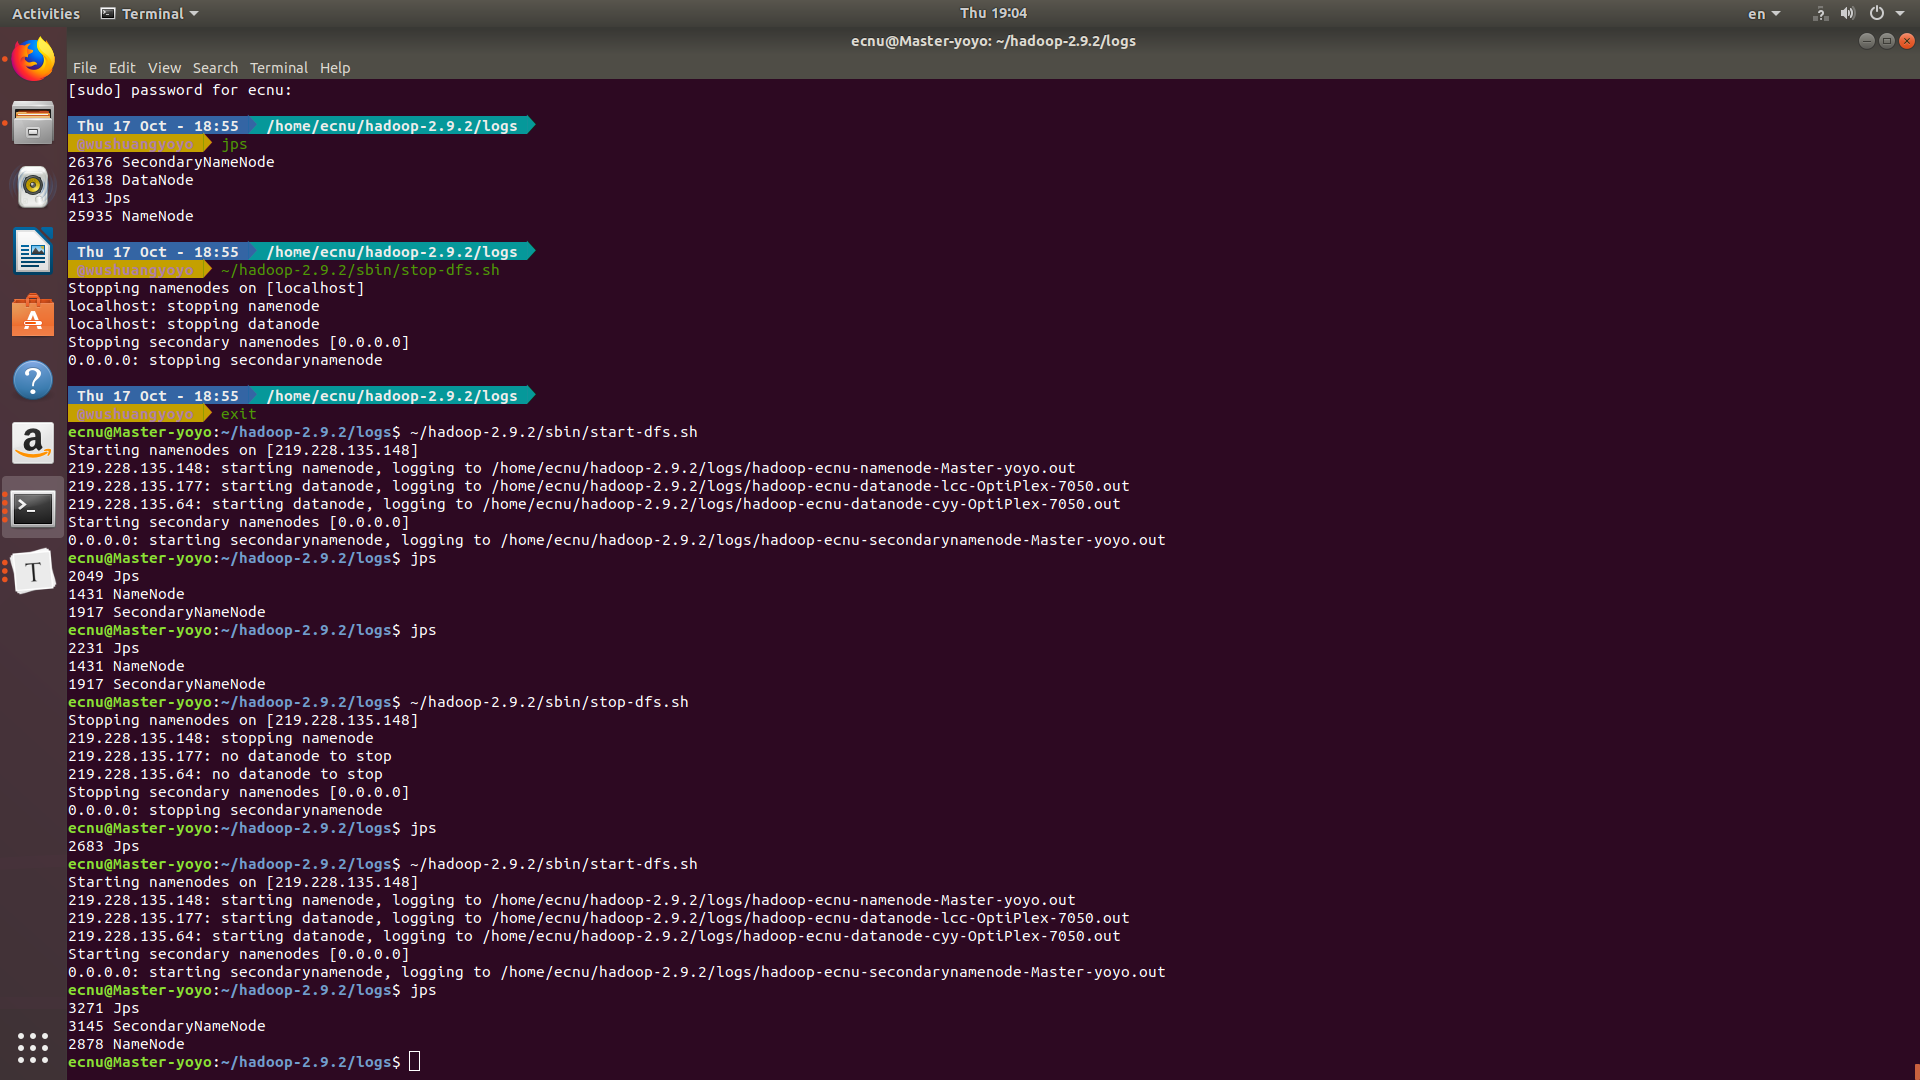 Activities Terminal Thu 19:04 en
ecnu@Master-yoyo: ~/hadoop-2.9.2/logs
File Edit View Search Terminal Help
[sudo] password for ecnu:
Thu 17 Oct - 18:55 /home/ecnu/hadoop-2.9.2/logs
@wushuangyoyo jps
26376 SecondaryNameNode
26138 DataNode
413 Jps
25935 NameNode
Thu 17 Oct - 18:55 /home/ecnu/hadoop-2.9.2/logs
@wushuangyoyo ~/hadoop-2.9.2/sbin/stop-dfs.sh
Stopping namenodes on [localhost]
localhost: stopping namenode
localhost: stopping datanode
Stopping secondary namenodes [0.0.0.0]
0.0.0.0: stopping secondarynamenode
Thu 17 Oct - 18:55 /home/ecnu/hadoop-2.9.2/logs
@wushuangyoyo exit
ecnu@Master-yoyo:~/hadoop-2.9.2/logs$ ~/hadoop-2.9.2/sbin/start-dfs.sh
Starting namenodes on [219.228.135.148]
219.228.135.148: starting namenode, logging to /home/ecnu/hadoop-2.9.2/logs/hadoop-ecnu-namenode-Master-yoyo.out
219.228.135.177: starting datanode, logging to /home/ecnu/hadoop-2.9.2/logs/hadoop-ecnu-datanode-lcc-OptiPlex-7050.out
219.228.135.64: starting datanode, logging to /home/ecnu/hadoop-2.9.2/logs/hadoop-ecnu-datanode-cyy-OptiPlex-7050.out
Starting secondary namenodes [0.0.0.0]
0.0.0.0: starting secondarynamenode, logging to /home/ecnu/hadoop-2.9.2/logs/hadoop-ecnu-secondarynamenode-Master-yoyo.out
ecnu@Master-yoyo:~/hadoop-2.9.2/logs$ jps
2049 Jps
1431 NameNode
1917 SecondaryNameNode
ecnu@Master-yoyo:~/hadoop-2.9.2/logs$ jps
2231 Jps
1431 NameNode
1917 SecondaryNameNode
ecnu@Master-yoyo:~/hadoop-2.9.2/logs$ ~/hadoop-2.9.2/sbin/stop-dfs.sh
Stopping namenodes on [219.228.135.148]
219.228.135.148: stopping namenode
219.228.135.177: no datanode to stop
219.228.135.64: no datanode to stop
Stopping secondary namenodes [0.0.0.0]
0.0.0.0: stopping secondarynamenode
ecnu@Master-yoyo:~/hadoop-2.9.2/logs$ jps
2683 Jps
ecnu@Master-yoyo:~/hadoop-2.9.2/logs$ ~/hadoop-2.9.2/sbin/start-dfs.sh
Starting namenodes on [219.228.135.148]
219.228.135.148: starting namenode, logging to /home/ecnu/hadoop-2.9.2/logs/hadoop-ecnu-namenode-Master-yoyo.out
219.228.135.177: starting datanode, logging to /home/ecnu/hadoop-2.9.2/logs/hadoop-ecnu-datanode-lcc-OptiPlex-7050.out
219.228.135.64: starting datanode, logging to /home/ecnu/hadoop-2.9.2/logs/hadoop-ecnu-datanode-cyy-OptiPlex-7050.out
Starting secondary namenodes [0.0.0.0]
0.0.0.0: starting secondarynamenode, logging to /home/ecnu/hadoop-2.9.2/logs/hadoop-ecnu-secondarynamenode-Master-yoyo.out
ecnu@Master-yoyo:~/hadoop-2.9.2/logs$ jps
3271 Jps
3145 SecondaryNameNode
2878 NameNode
ecnu@Master-yoyo:~/hadoop-2.9.2/logs$